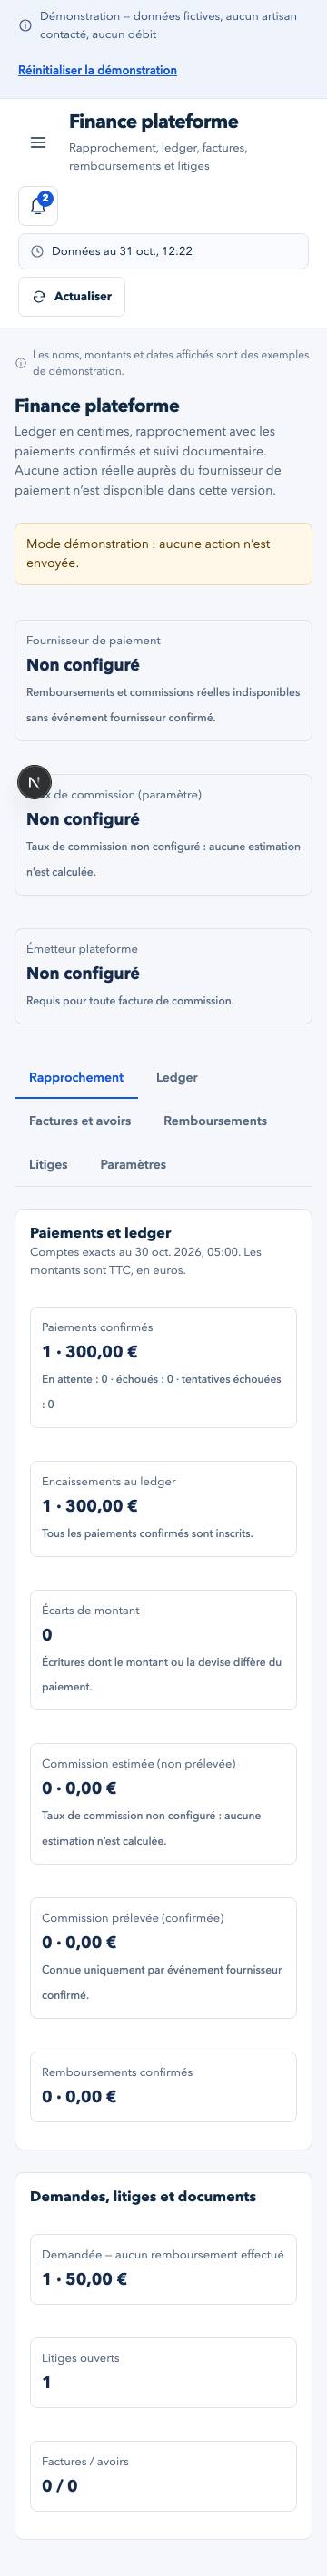 Démonstration — données fictives, aucun artisan
contacté, aucun débit
Réinitialiser la démonstration
Finance plateforme
Rapprochement, ledger, factures,
remboursements et litiges
2
Données au 31 oct., 12:22
Actualiser
Les noms, montants et dates affichés sont des exemples
de démonstration.
Finance plateforme
Ledger en centimes, rapprochement avec les
paiements confirmés et suivi documentaire.
Aucune action réelle auprès du fournisseur de
paiement n’est disponible dans cette version.
Mode démonstration : aucune action n’est
envoyée.
Fournisseur de paiement
Non configuré
Remboursements et commissions réelles indisponibles
sans événement fournisseur confirmé.
N
de commission (paramètre)
Non configuré
Taux de commission non configuré : aucune estimation
n’est calculée.
Émetteur plateforme
Non configuré
Requis pour toute facture de commission.
Rapprochement Ledger
Factures et avoirs Remboursements
Litiges Paramètres
Paiements et ledger
Comptes exacts au 30 oct. 2026, 05:00. Les
montants sont TTC, en euros.
Paiements confirmés
1 · 300,00 €
En attente : 0 · échoués : 0 · tentatives échouées
: 0
Encaissements au ledger
1 · 300,00 €
Tous les paiements confirmés sont inscrits.
Écarts de montant
0
Écritures dont le montant ou la devise diffère du
paiement.
Commission estimée (non prélevée)
0 · 0,00 €
Taux de commission non configuré : aucune
estimation n’est calculée.
Commission prélevée (confirmée)
0 · 0,00 €
Connue uniquement par événement fournisseur
confirmé.
Remboursements confirmés
0 · 0,00 €
Demandes, litiges et documents
Demandée — aucun remboursement effectué
1 · 50,00 €
Litiges ouverts
1
Factures / avoirs
0 / 0